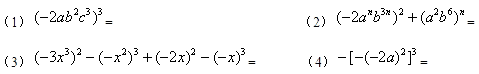 （1） (−2ab²c³)³ =    （2） (−2aⁿb³ⁿ)² + (a²b⁶)ⁿ =
（3） (−3x³)² − (−x²)³ + (−2x)² − (−x)³ =    （4） −[−(−2a)²]³ =